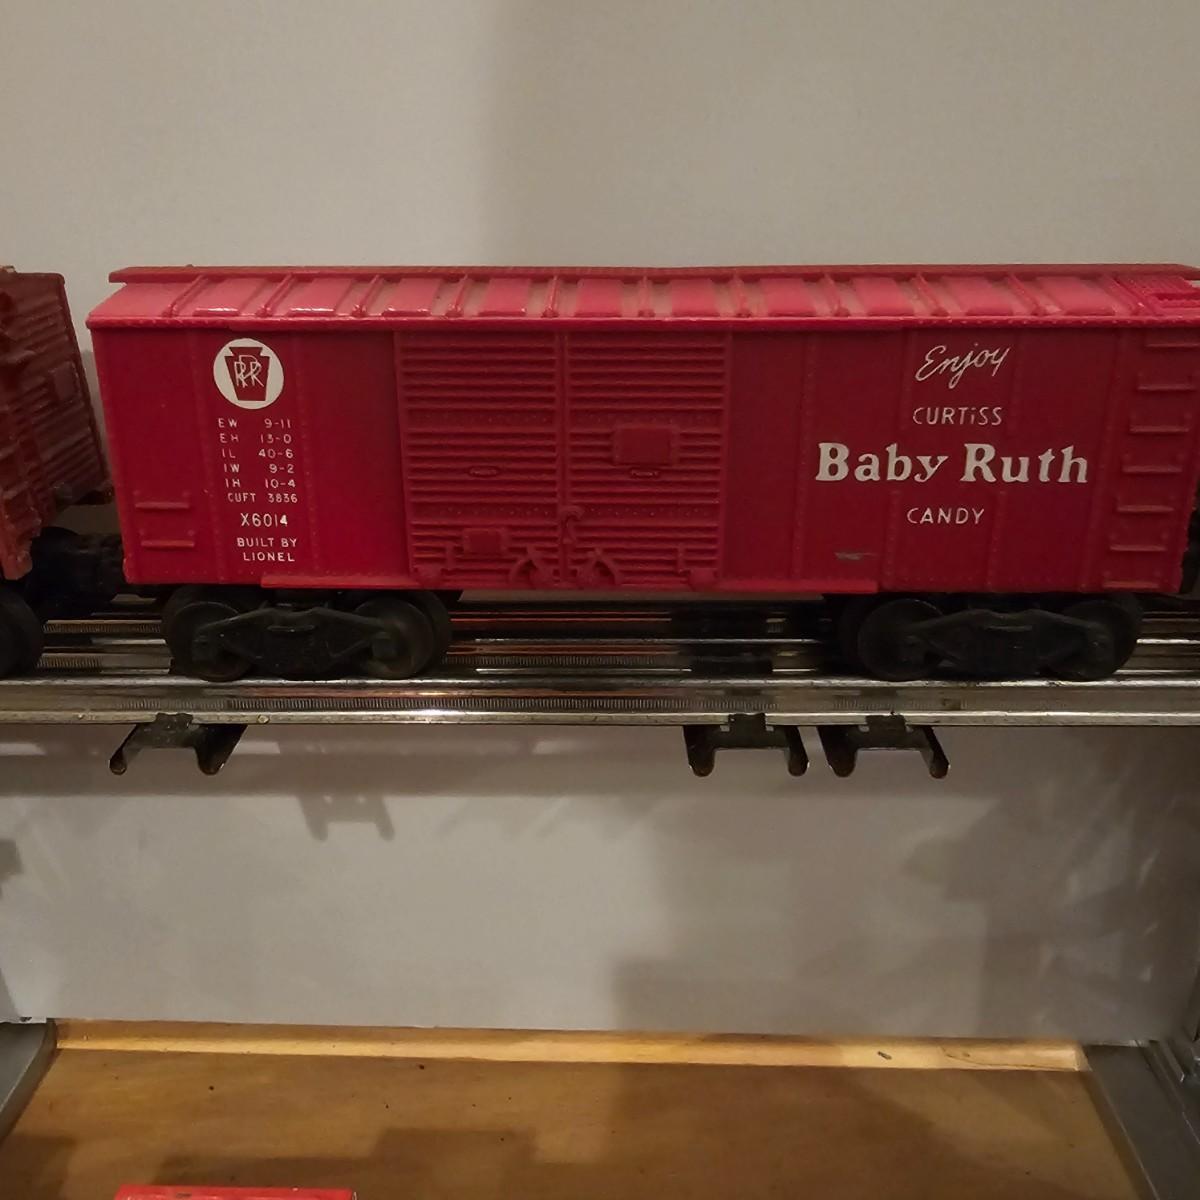 PRR
EW 9-11
EH 13-0
IL 40-6
IW 9-2
IH 10-4
CUFT 3836
X6014
BUILT BY
LIONEL
Enjoy
CURTiSS
Baby Ruth
CANDY